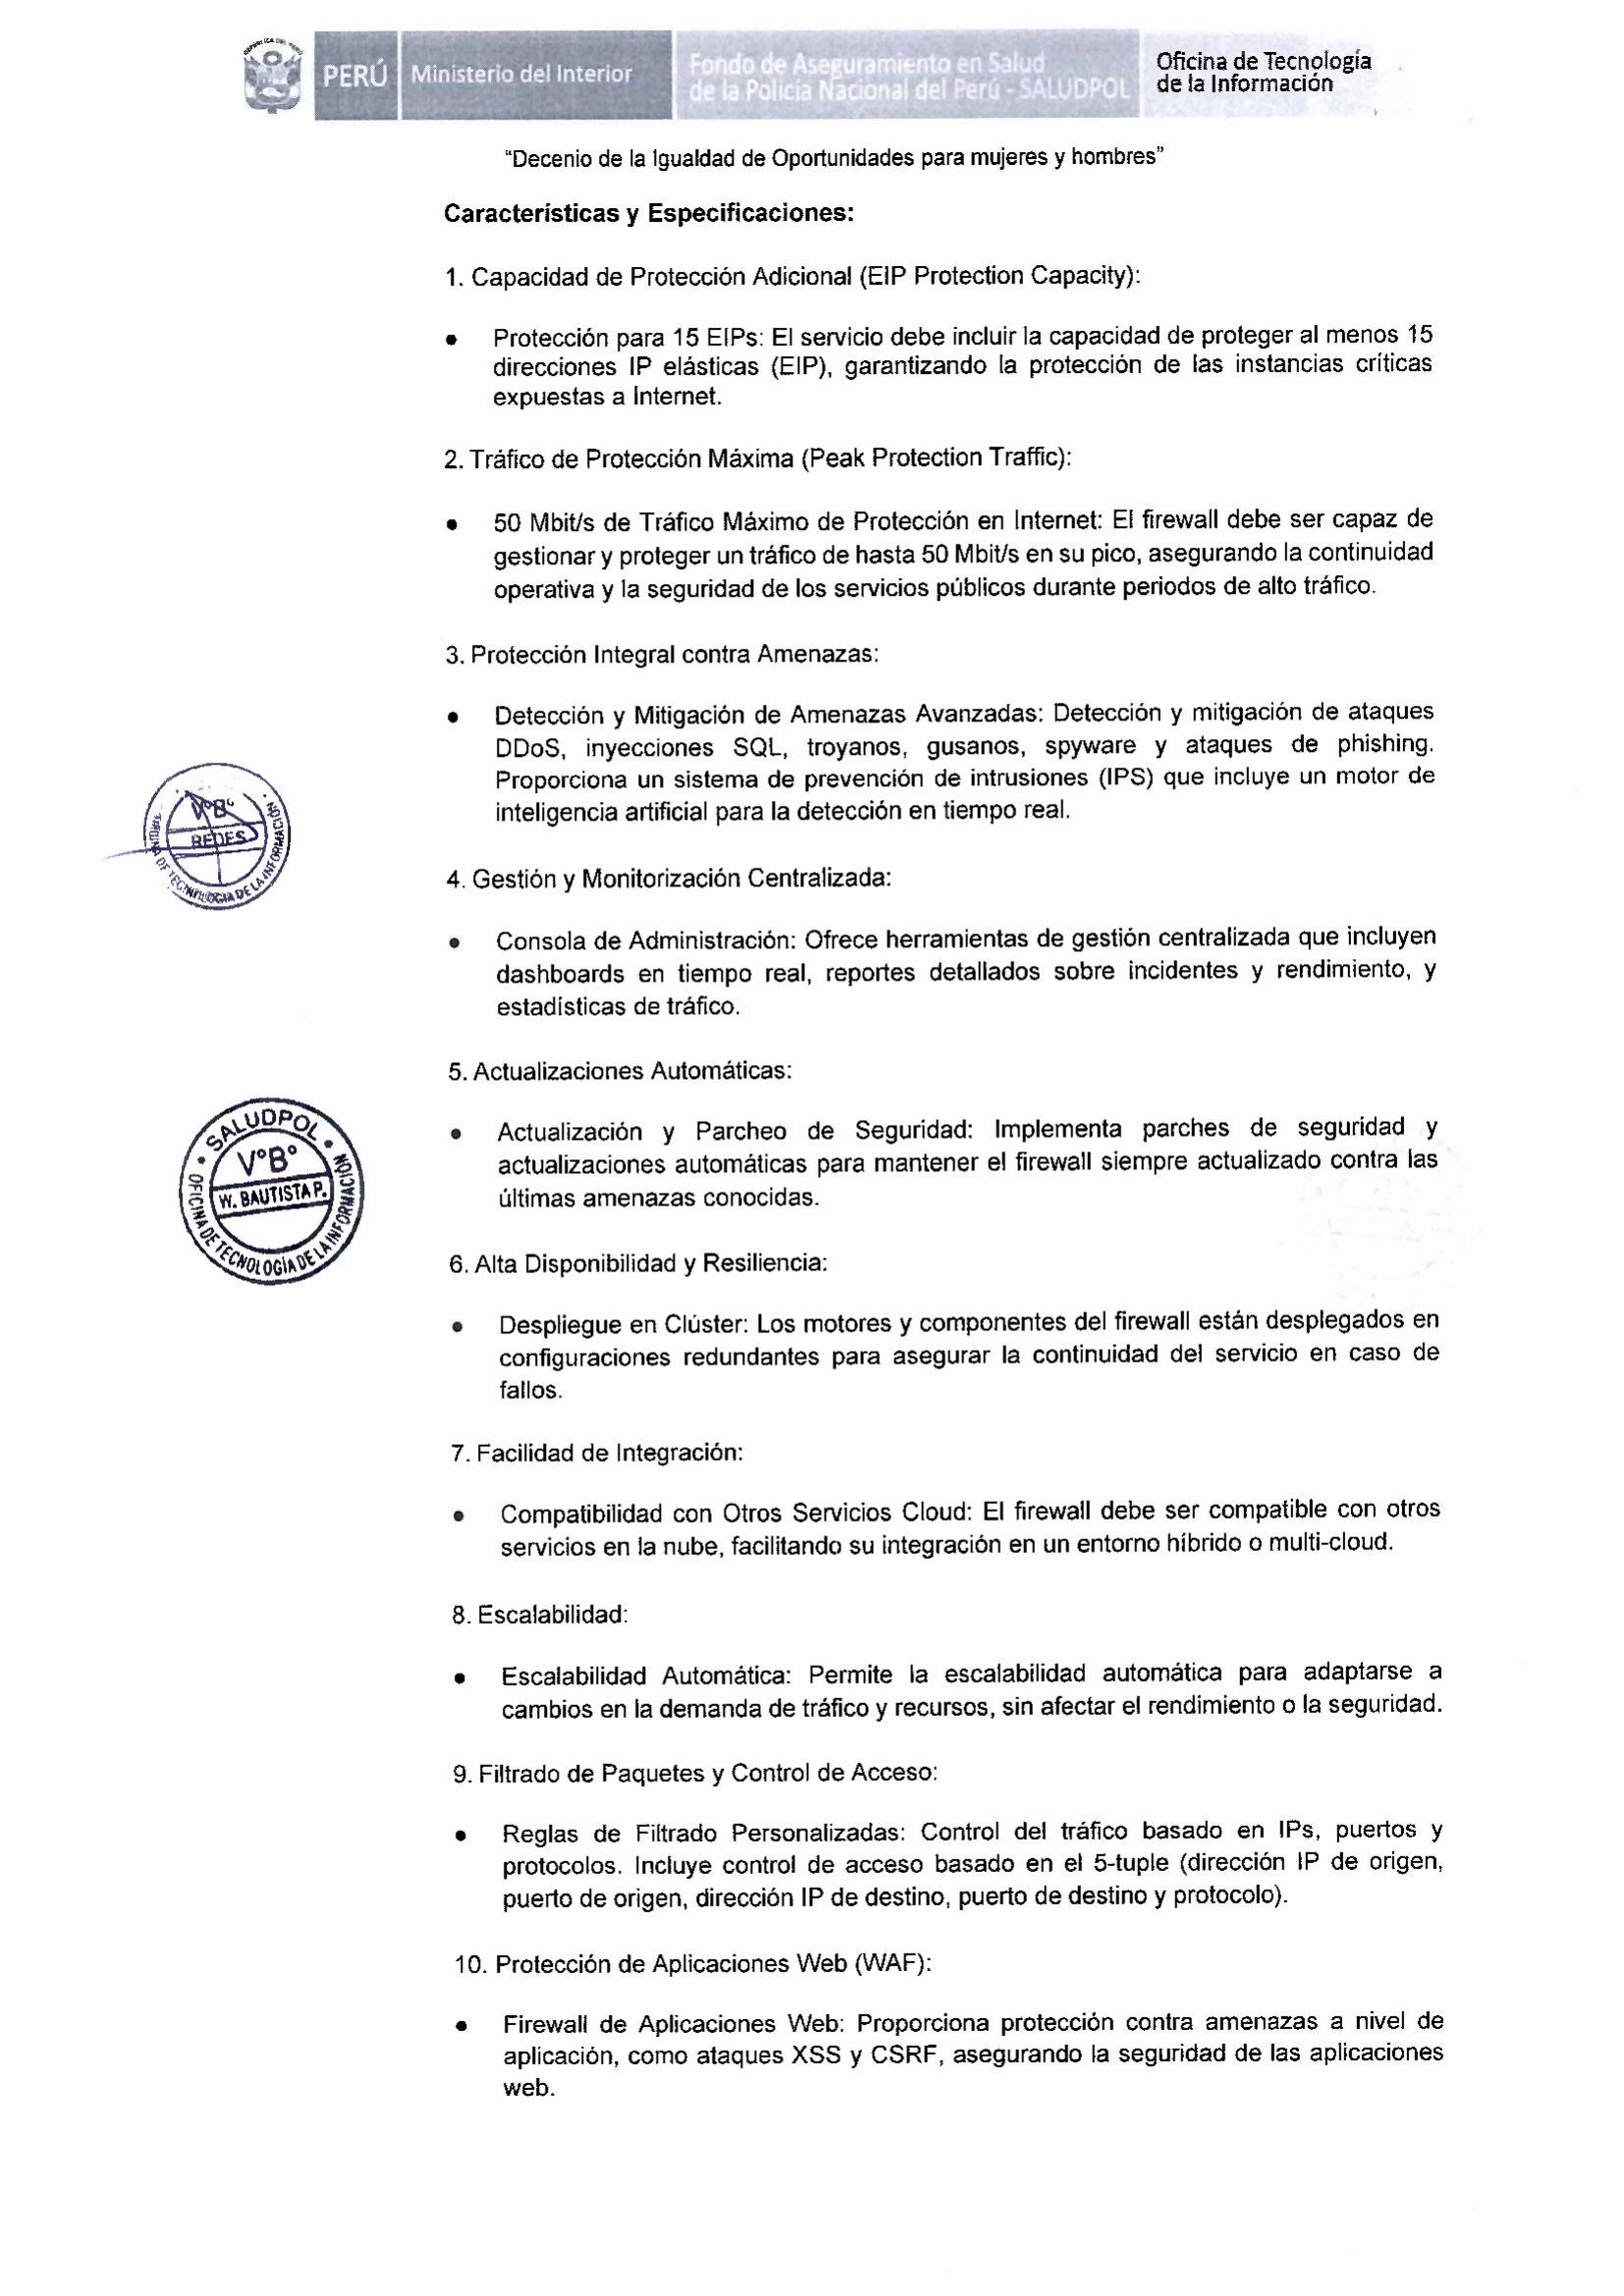 REPÚBLICA DEL PERÚ
PERÚ
Ministerio del Interior
Fondo de Aseguramiento en Salud
de la Policía Nacional del Perú - SALUDPOL
Oficina de Tecnología
de la Información
“Decenio de la Igualdad de Oportunidades para mujeres y hombres”
Características y Especificaciones:
1. Capacidad de Protección Adicional (EIP Protection Capacity):
• Protección para 15 EIPs: El servicio debe incluir la capacidad de proteger al menos 15
direcciones IP elásticas (EIP), garantizando la protección de las instancias críticas
expuestas a Internet.
2. Tráfico de Protección Máxima (Peak Protection Traffic):
• 50 Mbit/s de Tráfico Máximo de Protección en Internet: El firewall debe ser capaz de
gestionar y proteger un tráfico de hasta 50 Mbit/s en su pico, asegurando la continuidad
operativa y la seguridad de los servicios públicos durante periodos de alto tráfico.
3. Protección Integral contra Amenazas:
• Detección y Mitigación de Amenazas Avanzadas: Detección y mitigación de ataques
DDoS, inyecciones SQL, troyanos, gusanos, spyware y ataques de phishing.
Proporciona un sistema de prevención de intrusiones (IPS) que incluye un motor de
inteligencia artificial para la detección en tiempo real.
V°B°
REDES
OFICINA DE TECNOLOGIA DE LA INFORMACIÓN
4. Gestión y Monitorización Centralizada:
• Consola de Administración: Ofrece herramientas de gestión centralizada que incluyen
dashboards en tiempo real, reportes detallados sobre incidentes y rendimiento, y
estadísticas de tráfico.
5. Actualizaciones Automáticas:
• Actualización y Parcheo de Seguridad: Implementa parches de seguridad y
actualizaciones automáticas para mantener el firewall siempre actualizado contra las
últimas amenazas conocidas.
SALUDPOL
V°B°
W. BAUTISTA P.
OFICINA DE TECNOLOGÍA DE LA INFORMACIÓN
6. Alta Disponibilidad y Resiliencia:
• Despliegue en Clúster: Los motores y componentes del firewall están desplegados en
configuraciones redundantes para asegurar la continuidad del servicio en caso de
fallos.
7. Facilidad de Integración:
• Compatibilidad con Otros Servicios Cloud: El firewall debe ser compatible con otros
servicios en la nube, facilitando su integración en un entorno híbrido o multi-cloud.
8. Escalabilidad:
• Escalabilidad Automática: Permite la escalabilidad automática para adaptarse a
cambios en la demanda de tráfico y recursos, sin afectar el rendimiento o la seguridad.
9. Filtrado de Paquetes y Control de Acceso:
• Reglas de Filtrado Personalizadas: Control del tráfico basado en IPs, puertos y
protocolos. Incluye control de acceso basado en el 5-tuple (dirección IP de origen,
puerto de origen, dirección IP de destino, puerto de destino y protocolo).
10. Protección de Aplicaciones Web (WAF):
• Firewall de Aplicaciones Web: Proporciona protección contra amenazas a nivel de
aplicación, como ataques XSS y CSRF, asegurando la seguridad de las aplicaciones
web.